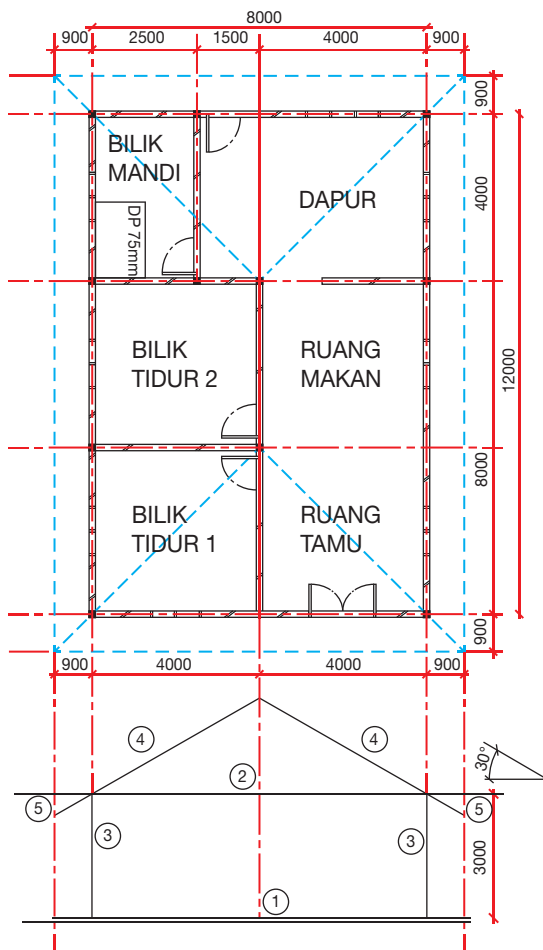 8000
900 2500 1500 4000 900
900
BILIK
MANDI
DAPUR
4000
DP 75mm
12000
BILIK
TIDUR 2
RUANG
MAKAN
8000
BILIK
TIDUR 1
RUANG
TAMU
900
900 4000 4000 900
4 4
30°
2
5 5
3 3
3000
1